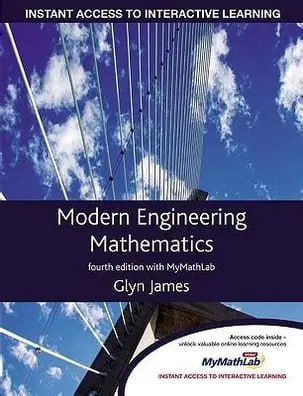 INSTANT ACCESS TO INTERACTIVE LEARNING
Modern Engineering
Mathematics
fourth edition with MyMathLab
Glyn James
Access code inside –
unlock valuable online learning resources
MyMathLab
INSTANT ACCESS TO INTERACTIVE LEARNING